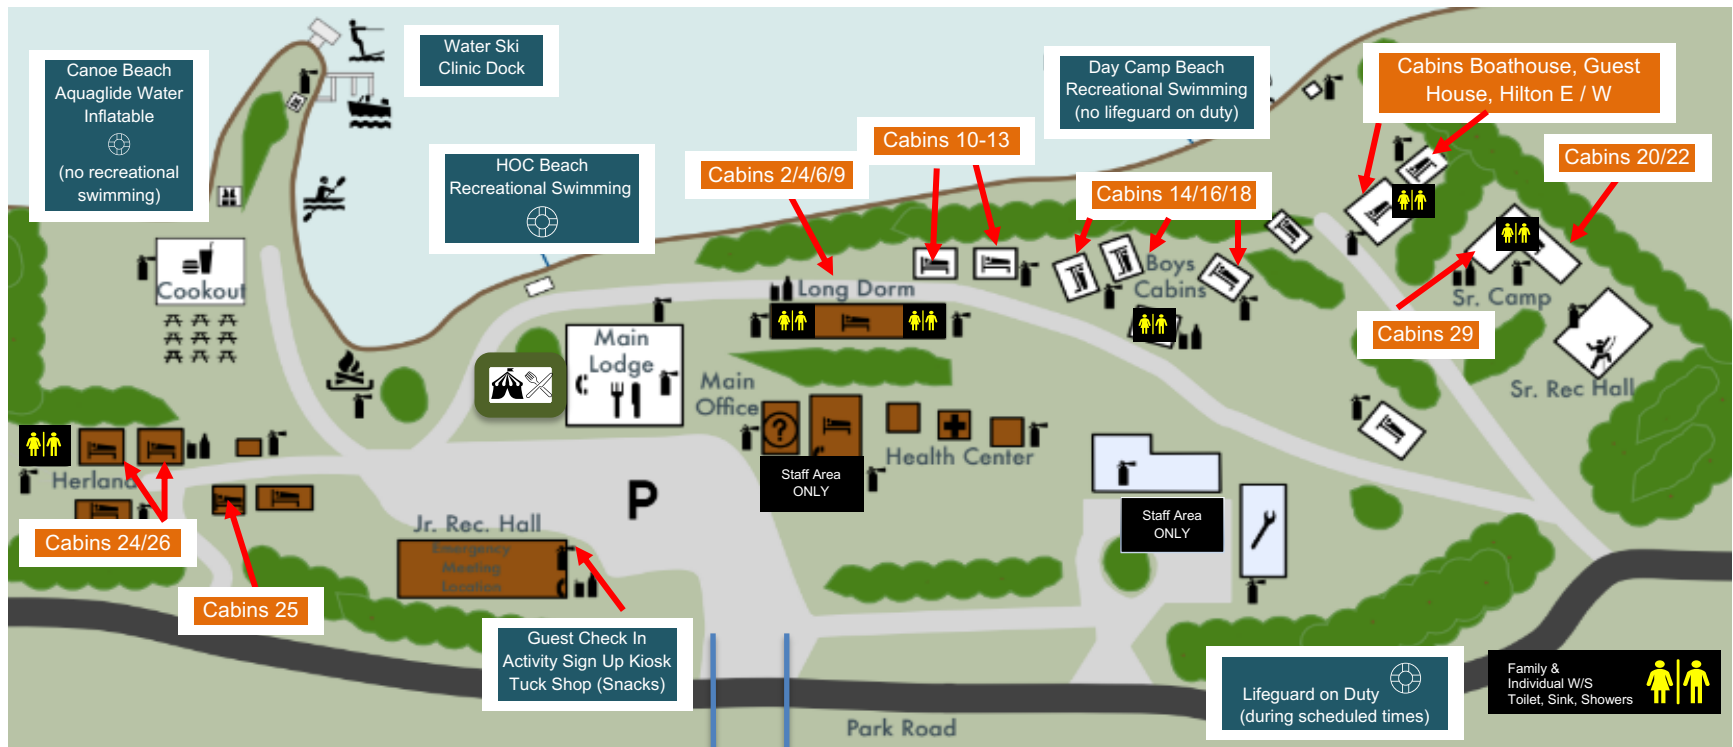 Canoe Beach
Aquaglide Water
Inflatable
(no recreational
swimming)
Water Ski
Clinic Dock
HOC Beach
Recreational Swimming
Cabins 2/4/6/9
Cabins 10-13
Day Camp Beach
Recreational Swimming
(no lifeguard on duty)
Cabins 14/16/18
Cabins Boathouse, Guest
House, Hilton E / W
Cabins 20/22
Cookout
Long Dorm
Boys
Cabins
Sr. Camp
Cabins 29
Sr. Rec Hall
Main
Lodge
Main
Office
?
Health Center
Staff Area
ONLY
Staff Area
ONLY
Herland
Cabins 24/26
Cabins 25
P
Jr. Rec. Hall
Emergency
Meeting
Location
Guest Check In
Activity Sign Up Kiosk
Tuck Shop (Snacks)
Park Road
Lifeguard on Duty
(during scheduled times)
Family &
Individual W/S
Toilet, Sink, Showers